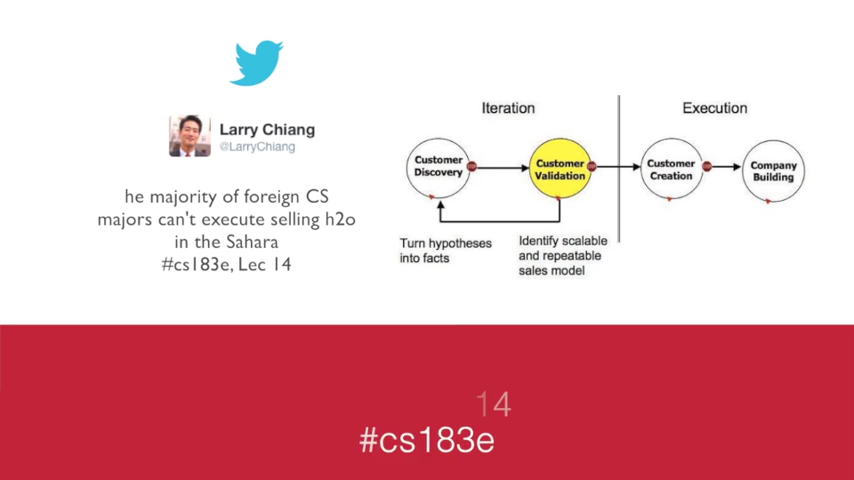 Larry Chiang
@LarryChiang
he majority of foreign CS
majors can't execute selling h2o
in the Sahara
#cs183e, Lec 14
Iteration
Execution
Customer
Discovery
Customer
Validation
Customer
Creation
Company
Building
Turn hypotheses
into facts
Identify scalable
and repeatable
sales model
14
#cs183e